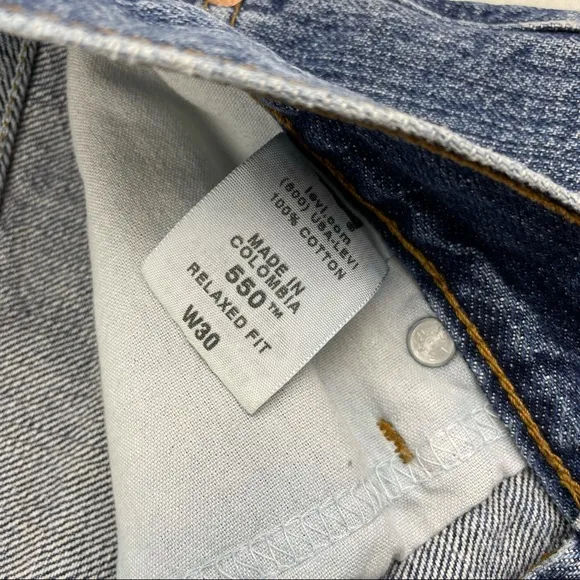 levi.com
(800) USA-LEVI
100% COTTON
MADE IN
COLOMBIA
550™
RELAXED FIT
W30